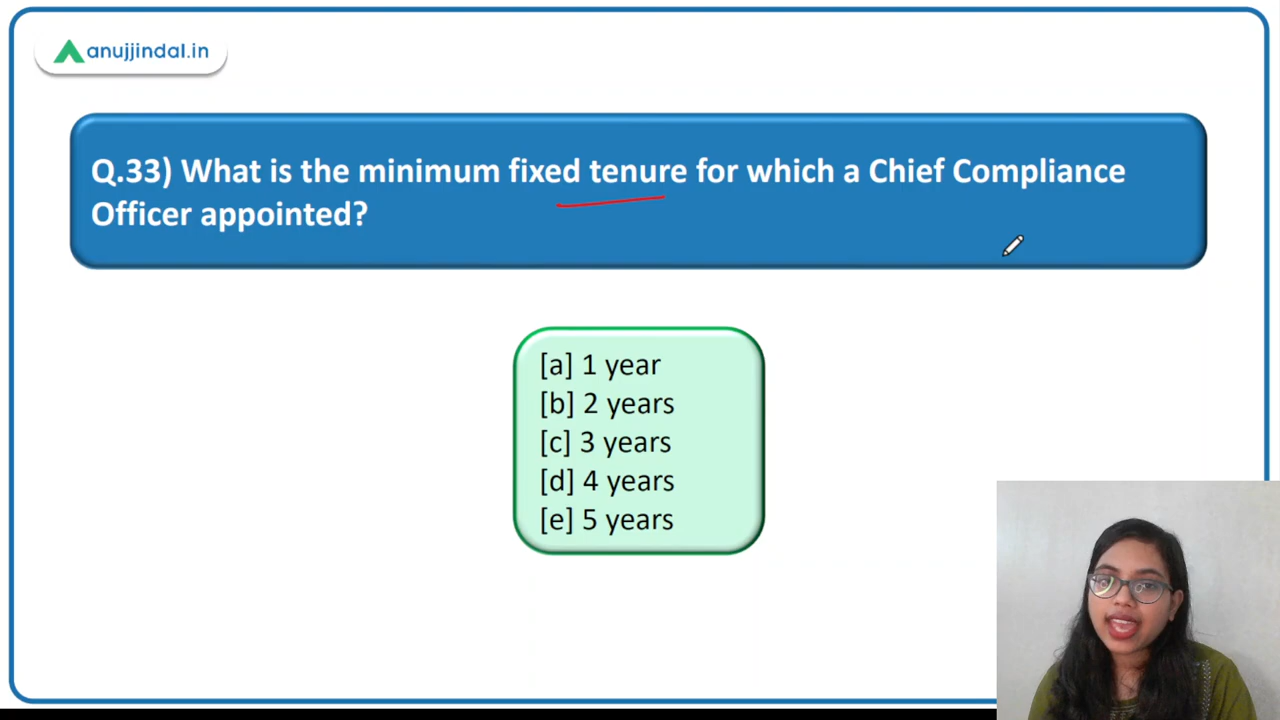 anujjindal.in
Q.33) What is the minimum fixed tenure for which a Chief Compliance
Officer appointed?
[a] 1 year
[b] 2 years
[c] 3 years
[d] 4 years
[e] 5 years